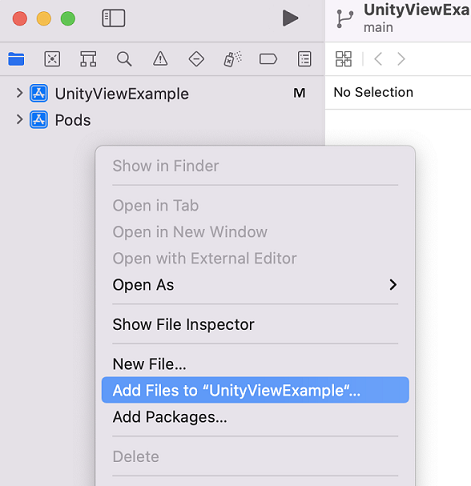 UnityViewExa
main
UnityViewExample M
No Selection
Pods
Show in Finder
Open in Tab
Open in New Window
Open with External Editor
Open As
Show File Inspector
New File...
Add Files to “UnityViewExample”...
Add Packages...
Delete